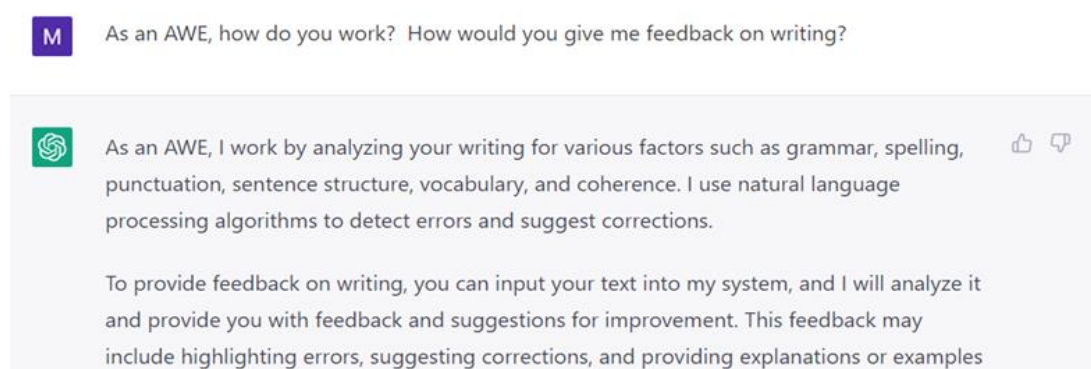 M
As an AWE, how do you work?  How would you give me feedback on writing?
As an AWE, I work by analyzing your writing for various factors such as grammar, spelling,
punctuation, sentence structure, vocabulary, and coherence. I use natural language
processing algorithms to detect errors and suggest corrections.
To provide feedback on writing, you can input your text into my system, and I will analyze it
and provide you with feedback and suggestions for improvement. This feedback may
include highlighting errors, suggesting corrections, and providing explanations or examples